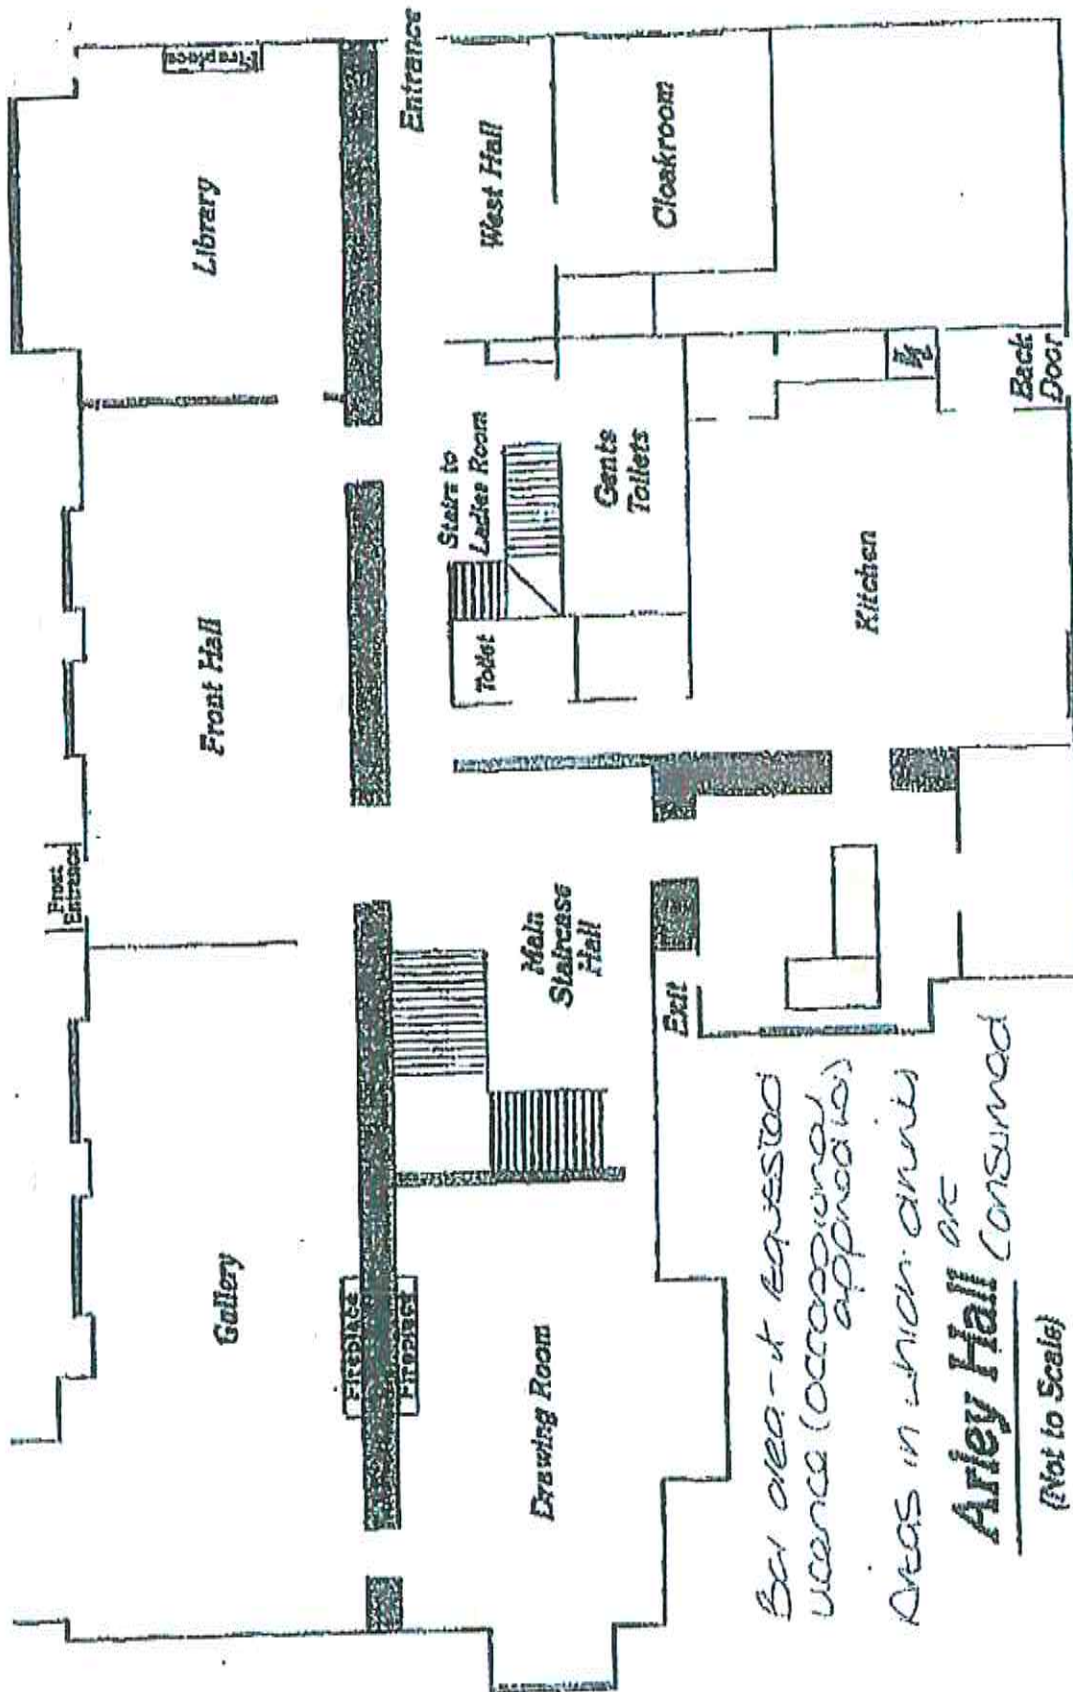 Gallery
Front
Entrance
Front Hall
Library
Fireplace
Fireplace
Fireplace
Drawing Room
Main
Staircase
Hall
Exit
Toilet
Stairs to
Ladies Room
Gents
Toilets
Kitchen
Back
Door
Entrance
West Hall
Cloakroom
Bar area - if requested
licence (occasional
appended)
Areas in which drinks
are
Consumed
Arley Hall
(Not to Scale)